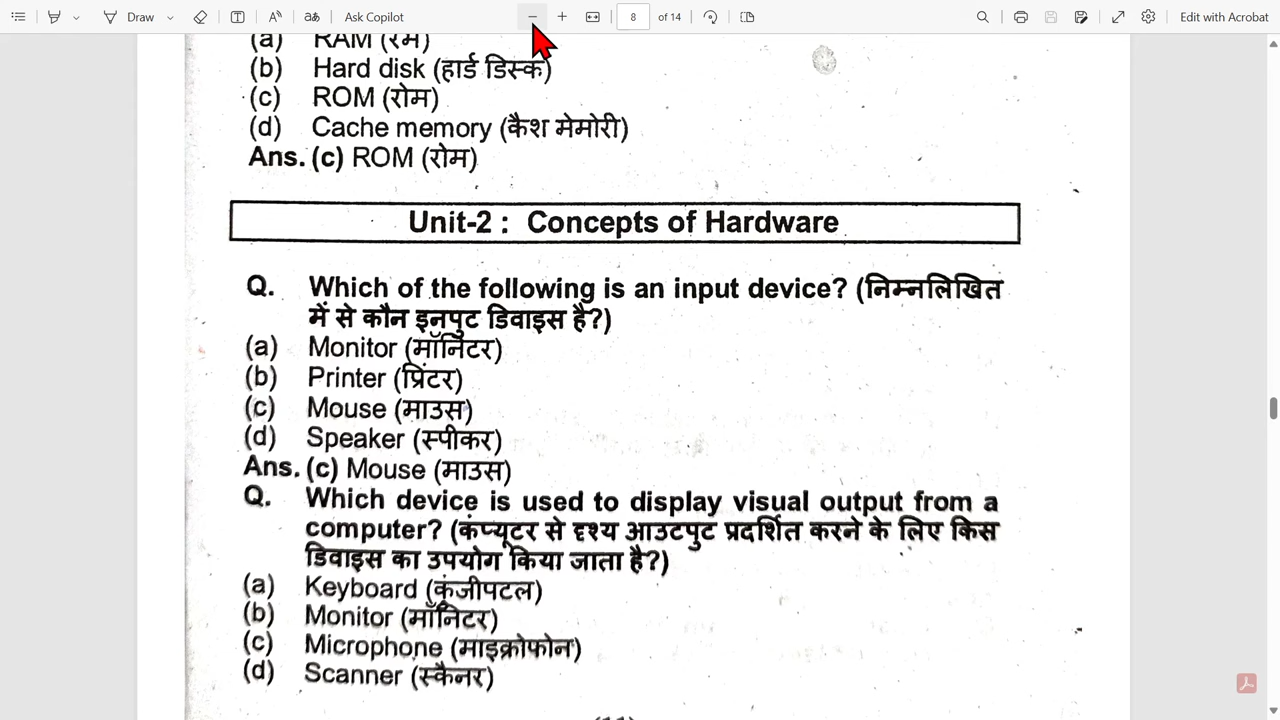 Draw
Ask Copilot
8 of 14
Edit with Acrobat
(a) RAM (रैम)
(b) Hard disk (हार्ड डिस्क)
(c) ROM (रोम)
(d) Cache memory (कैश मेमोरी)
Ans. (c) ROM (रोम)
Unit-2 : Concepts of Hardware
Q. Which of the following is an input device? (निम्नलिखित
में से कौन इनपुट डिवाइस है?)
(a) Monitor (मॉनिटर)
(b) Printer (प्रिंटर)
(c) Mouse (माउस)
(d) Speaker (स्पीकर)
Ans. (c) Mouse (माउस)
Q. Which device is used to display visual output from a
computer? (कंप्यूटर से दृश्य आउटपुट प्रदर्शित करने के लिए किस
डिवाइस का उपयोग किया जाता है?)
(a) Keyboard (कुंजीपटल)
(b) Monitor (मॉनिटर)
(c) Microphone (माइक्रोफोन)
(d) Scanner (स्कैनर)